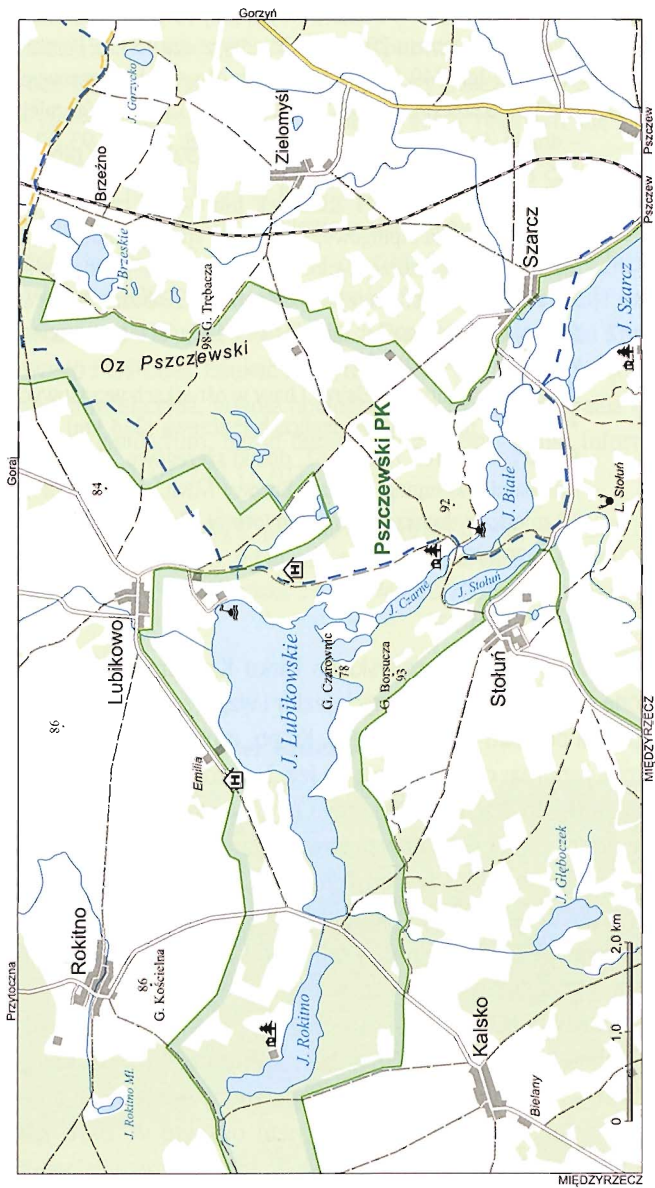 Przytoczna
Goraj
Gorzyń
Rokitno
J. Rokitno Mł.
86
G. Kościelna
86
Lubikowo
84
Brzeźno
J. Gorzycko
J. Brzeskie
Oz Pszczewski
98
G. Trębacza
Zielomyśl
Emilia
H
H
J. Lubikowskie
J. Rokitno
G. Czarownic
78
G. Borsucza
93
Pszczewski PK
J. Czarne
92
J. Białe
J. Stołuń
Stołuń
Szarcz
J. Szarcz
L. Stołuń
J. Głęboczek
Kalsko
Bielany
0
1,0
2,0 km
MIĘDZYRZECZ
MIĘDZYRZECZ
Pszczew
Pszczew